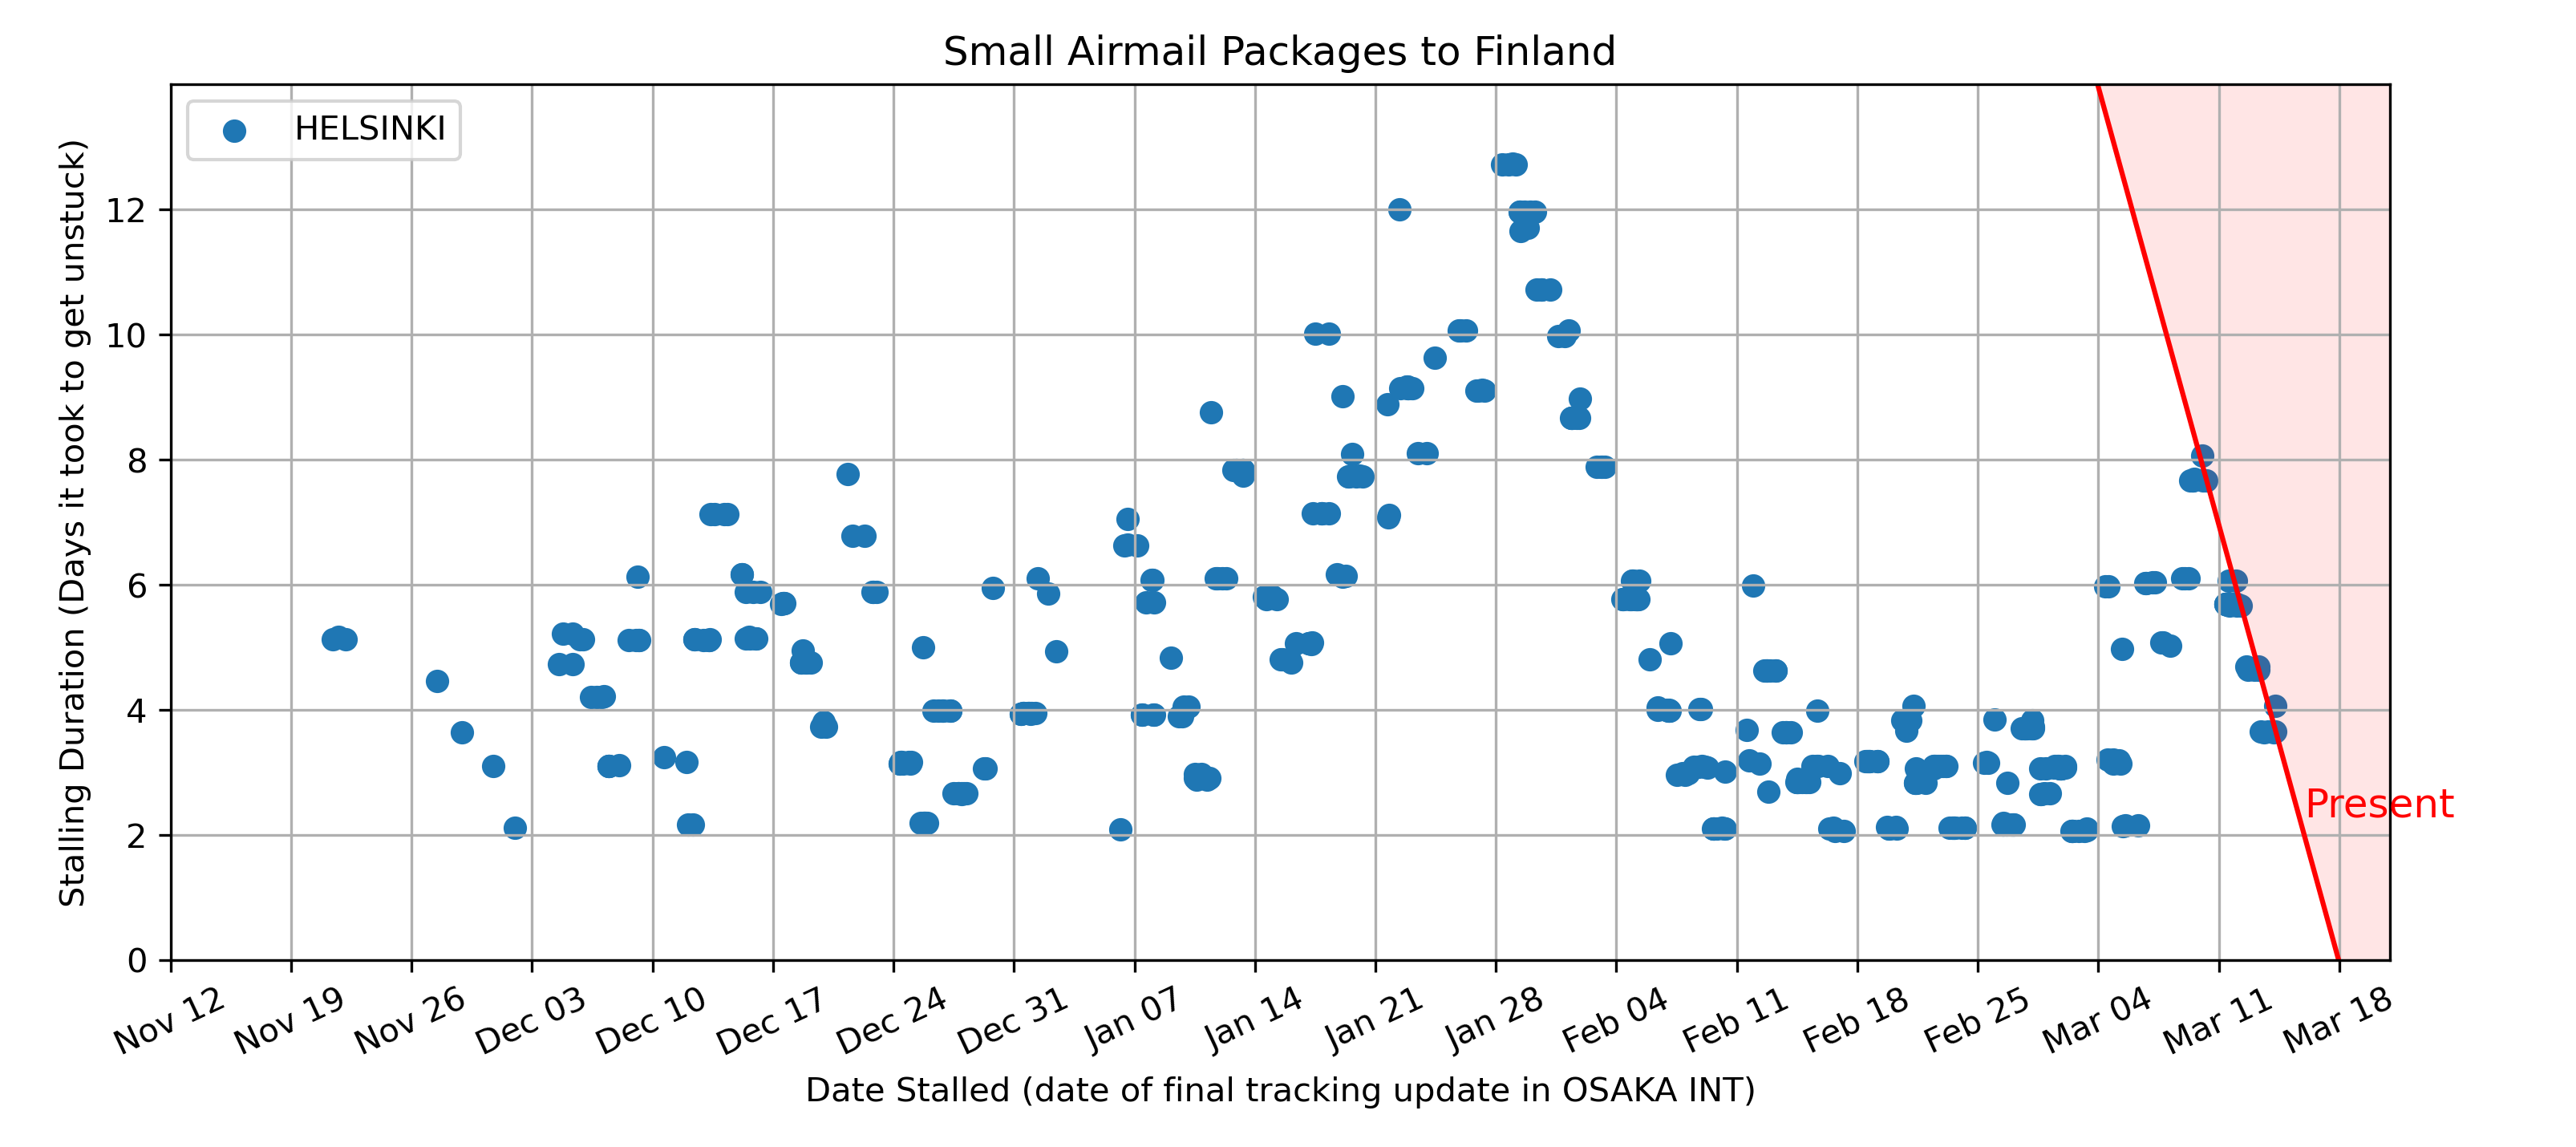 Small Airmail Packages to Finland
HELSINKI
Stalling Duration (Days it took to get unstuck)
12
10
8
6
4
2
0
Present
Nov 12
Nov 19
Nov 26
Dec 03
Dec 10
Dec 17
Dec 24
Dec 31
Jan 07
Jan 14
Jan 21
Jan 28
Feb 04
Feb 11
Feb 18
Feb 25
Mar 04
Mar 11
Mar 18
Date Stalled (date of final tracking update in OSAKA INT)